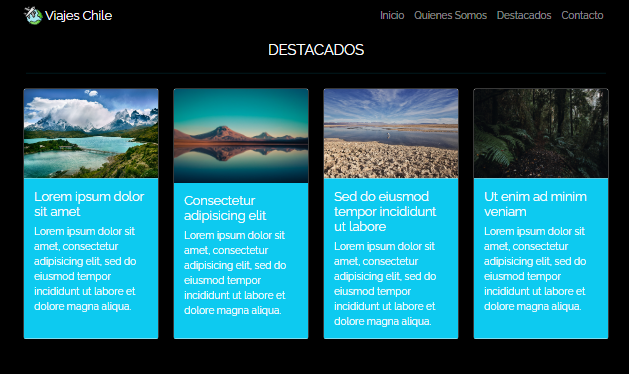 Viajes Chile
Inicio Quienes Somos Destacados Contacto
DESTACADOS
Lorem ipsum dolor
sit amet
Lorem ipsum dolor sit
amet, consectetur
adipisicing elit, sed do
eiusmod tempor
incididunt ut labore et
dolore magna aliqua.
Consectetur
adipisicing elit
Lorem ipsum dolor sit
amet, consectetur
adipisicing elit, sed do
eiusmod tempor
incididunt ut labore et
dolore magna aliqua.
Sed do eiusmod
tempor incididunt
ut labore
Lorem ipsum dolor sit
amet, consectetur
adipisicing elit, sed do
eiusmod tempor
incididunt ut labore et
dolore magna aliqua.
Ut enim ad minim
veniam
Lorem ipsum dolor sit
amet, consectetur
adipisicing elit, sed do
eiusmod tempor
incididunt ut labore et
dolore magna aliqua.